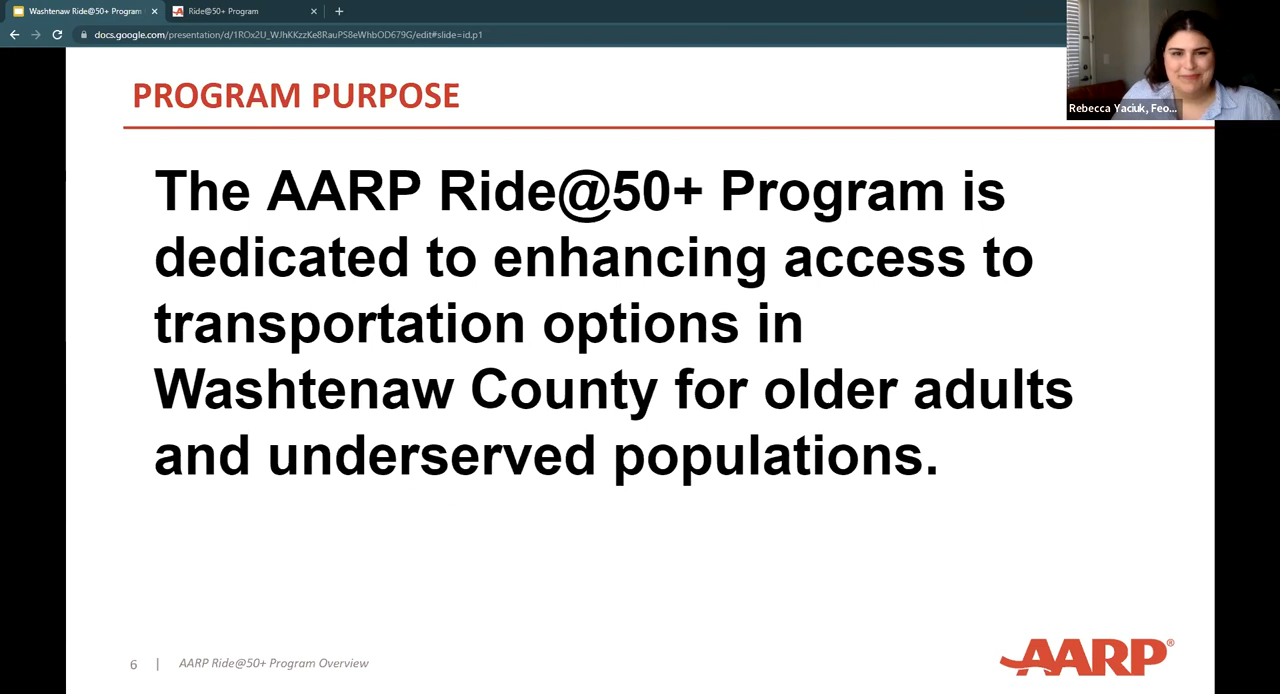 Washtenaw Ride@50+ Program
Ride@50+ Program
docs.google.com/presentation/d/1ROx2U_WJhKKzzKe8RauPS8eWhbOD679G/edit#slide=id.p1
Rebecca Yaciuk, Feo...
PROGRAM PURPOSE
The AARP Ride@50+ Program is
dedicated to enhancing access to
transportation options in
Washtenaw County for older adults
and underserved populations.
6 | AARP Ride@50+ Program Overview
AARP®